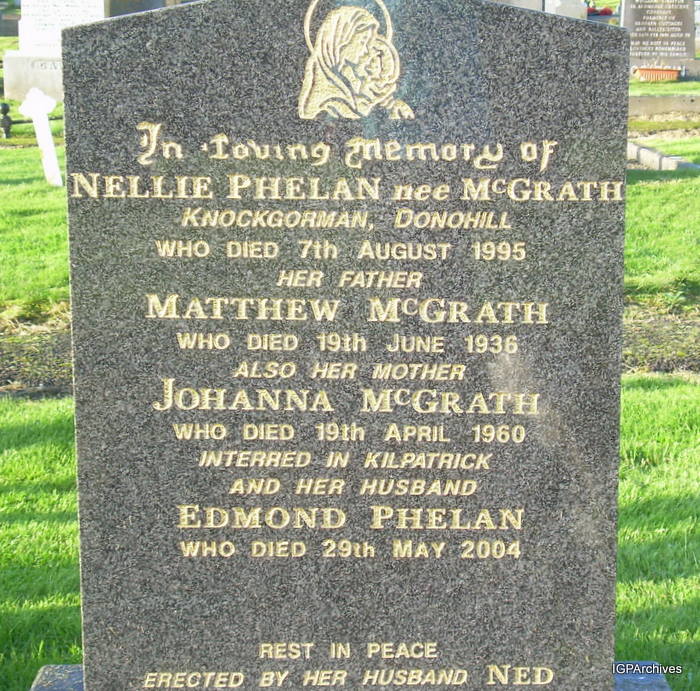 In Loving Memory of
NELLIE PHELAN nee McGRATH
KNOCKGORMAN, DONOHILL
WHO DIED 7th AUGUST 1995
HER FATHER
MATTHEW McGRATH
WHO DIED 19th JUNE 1936
ALSO HER MOTHER
JOHANNA McGRATH
WHO DIED 19th APRIL 1960
INTERRED IN KILPATRICK
AND HER HUSBAND
EDMOND PHELAN
WHO DIED 29th MAY 2004
REST IN PEACE
ERECTED BY HER HUSBAND NED
IGPArchives